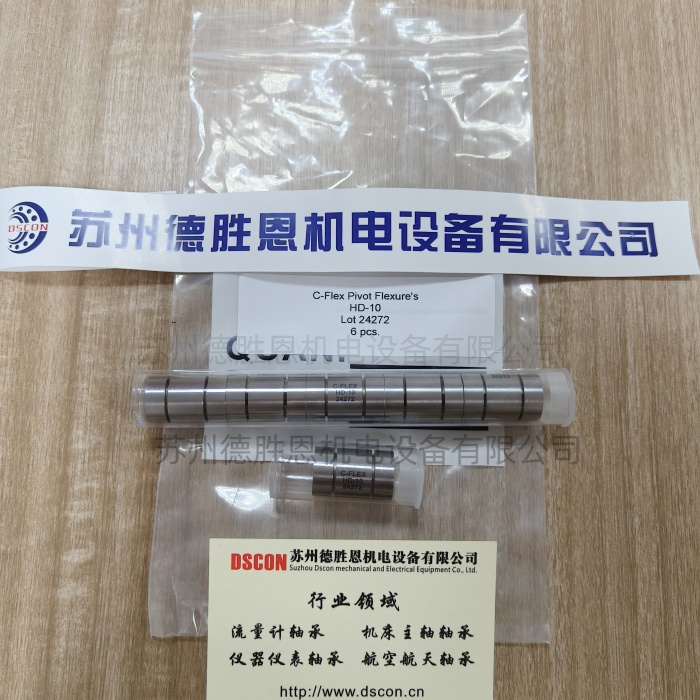 DSCON 苏州德胜恩机电设备有限公司
C-Flex Pivot Flexure's
HD-10
Lot 24272
6 pcs.
苏州德胜恩机电设备有限公司
C-FLEX
HD-10
24272
24272
苏州德胜恩机电设备有限公司
C-FLEX
HD-10
24272
DSCON 苏州德胜恩机电设备有限公司
Suzhou Dscon mechanical and Electrical Equipment Co., Ltd.
行业领域
流量计轴承 机床主轴轴承
仪器仪表轴承 航空航天轴承
http://www.dscon.cn